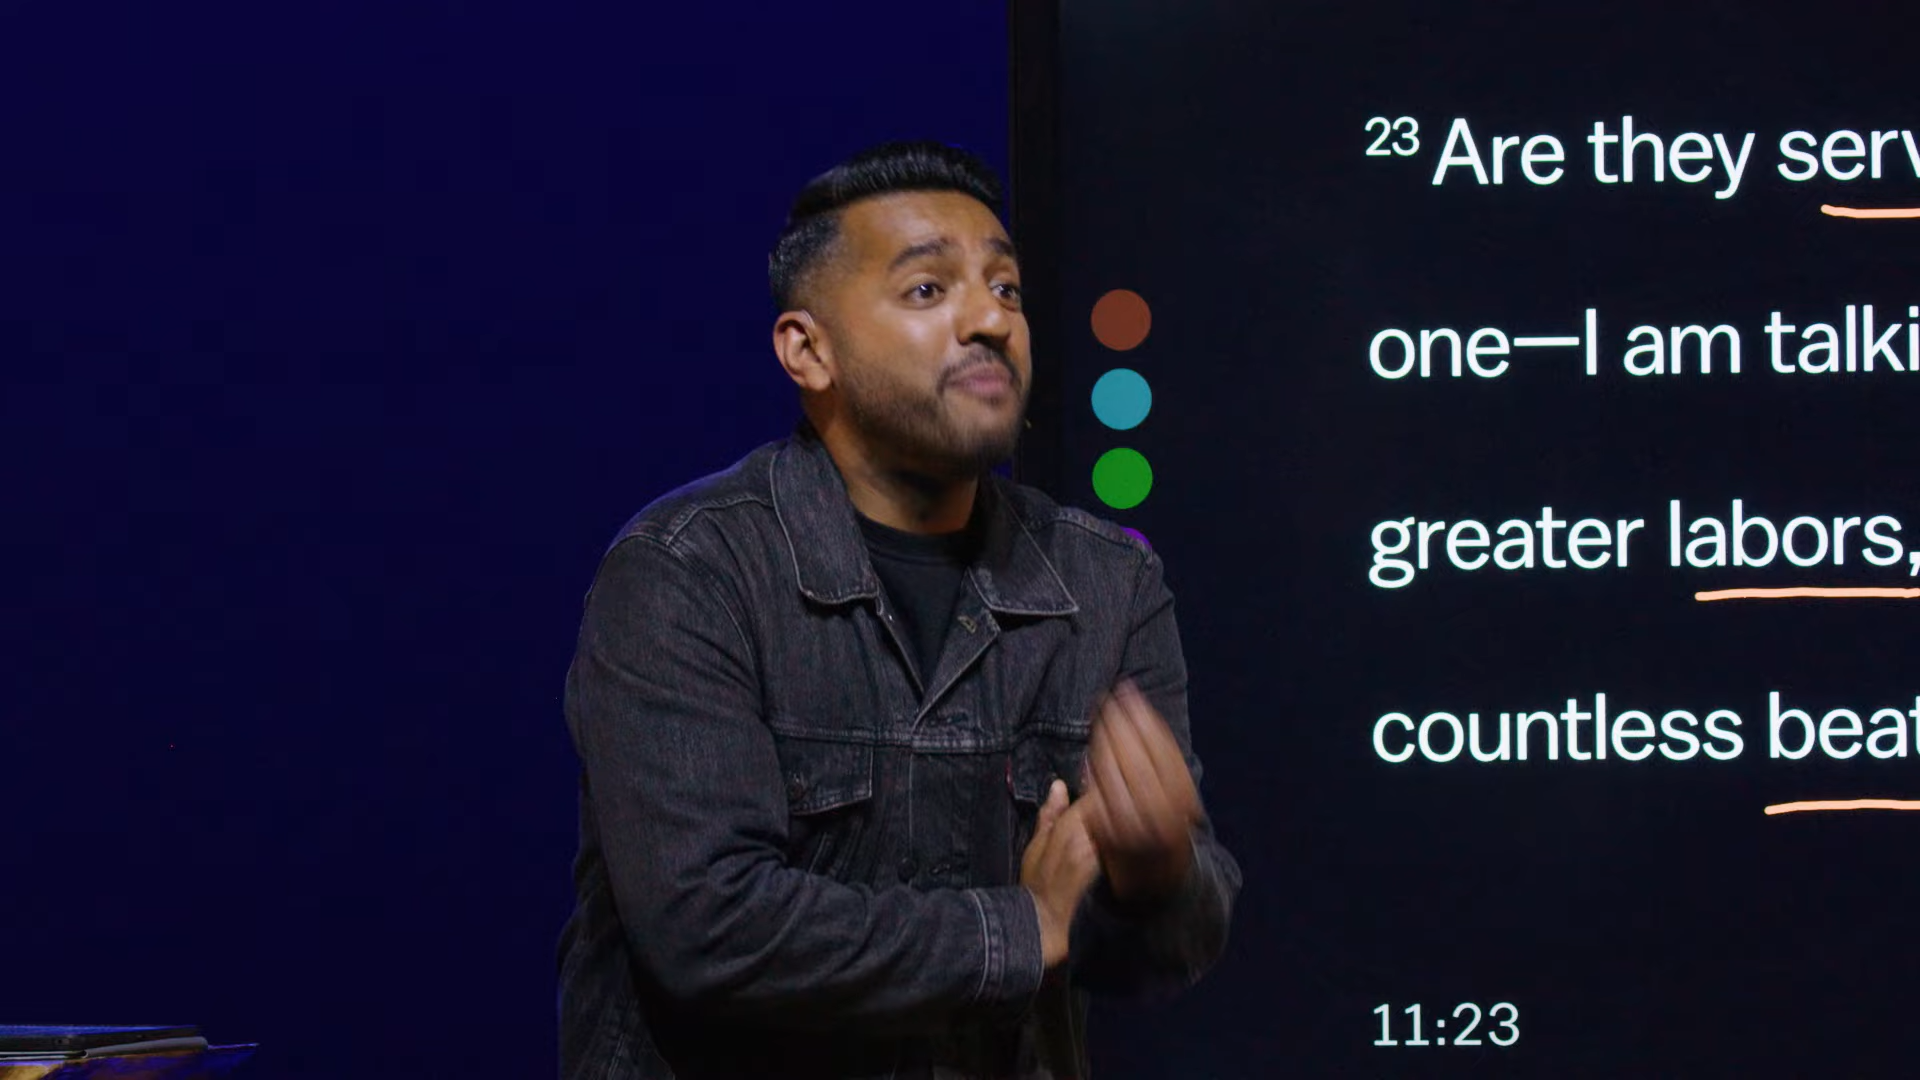 23 Are they serv
one—I am talki
greater labors,
countless beat
11:23